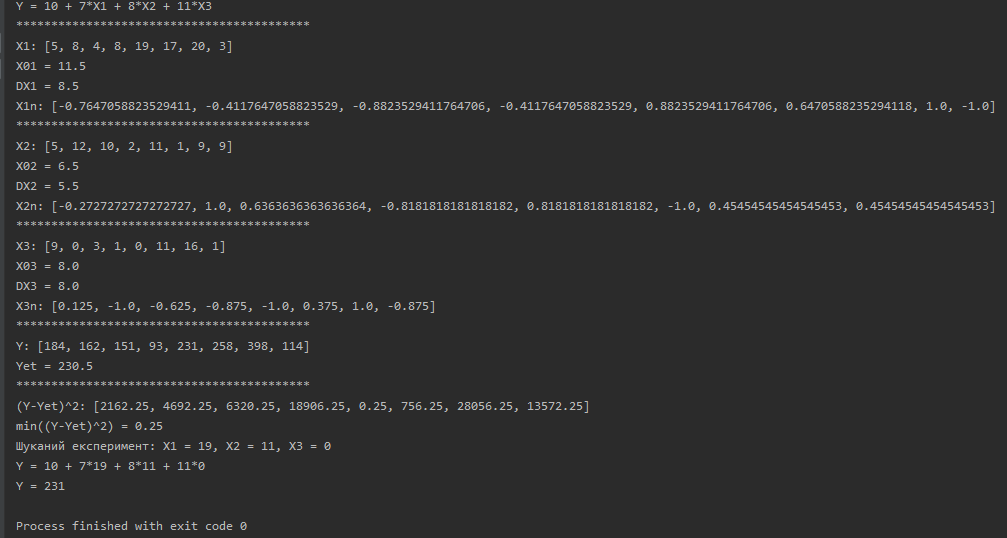 Y = 10 + 7*X1 + 8*X2 + 11*X3
******************************************
X1: [5, 8, 4, 8, 19, 17, 20, 3]
X01 = 11.5
DX1 = 8.5
X1n: [-0.7647058823529411, -0.4117647058823529, -0.8823529411764706, -0.4117647058823529, 0.8823529411764706, 0.6470588235294118, 1.0, -1.0]
******************************************
X2: [5, 12, 10, 2, 11, 1, 9, 9]
X02 = 6.5
DX2 = 5.5
X2n: [-0.2727272727272727, 1.0, 0.6363636363636364, -0.8181818181818182, 0.8181818181818182, -1.0, 0.45454545454545453, 0.45454545454545453]
******************************************
X3: [9, 0, 3, 1, 0, 11, 16, 1]
X03 = 8.0
DX3 = 8.0
X3n: [0.125, -1.0, -0.625, -0.875, -1.0, 0.375, 1.0, -0.875]
******************************************
Y: [184, 162, 151, 93, 231, 258, 398, 114]
Yet = 230.5
******************************************
(Y-Yet)^2: [2162.25, 4692.25, 6320.25, 18906.25, 0.25, 756.25, 28056.25, 13572.25]
min((Y-Yet)^2) = 0.25
Шуканий експеримент: X1 = 19, X2 = 11, X3 = 0
Y = 10 + 7*19 + 8*11 + 11*0
Y = 231
Process finished with exit code 0